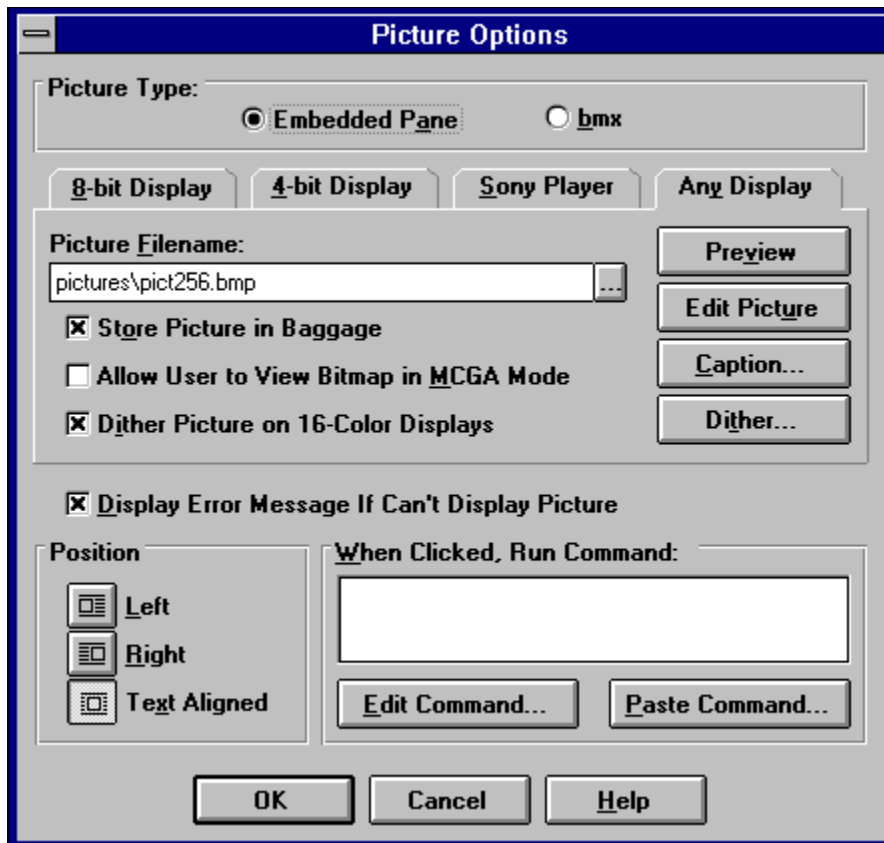 Picture Options
Picture Type:
Embedded Pane bmx
8-bit Display 4-bit Display Sony Player Any Display
Picture Filename:
Preview
pictures\pict256.bmp ...
Edit Picture
Store Picture in Baggage
Allow User to View Bitmap in MCGA Mode
Caption...
Dither Picture on 16-Color Displays
Dither...
Display Error Message If Can't Display Picture
Position
Left
Right
Text Aligned
When Clicked, Run Command:
Edit Command... Paste Command...
OK Cancel Help